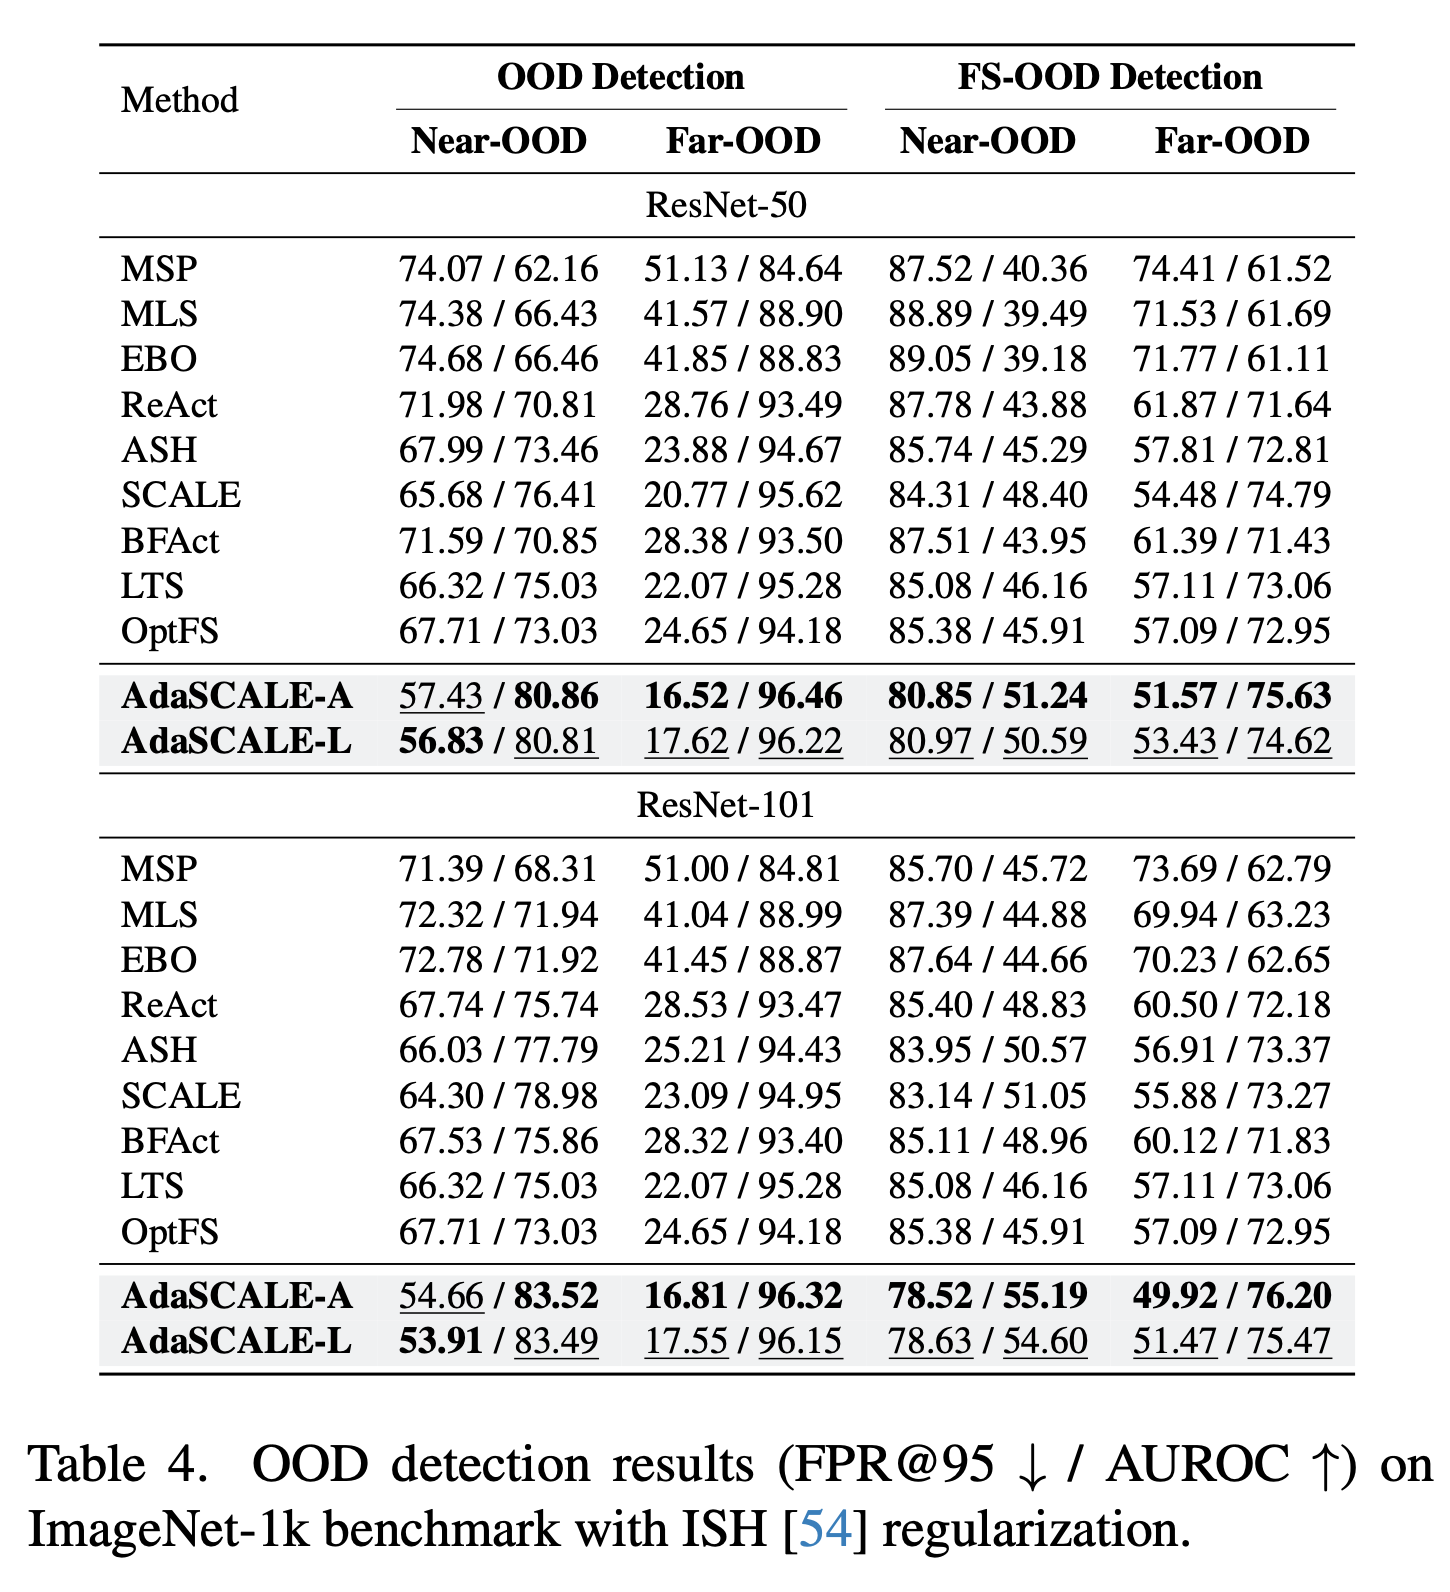 Method OOD Detection FS-OOD Detection
Near-OOD Far-OOD Near-OOD Far-OOD
ResNet-50
MSP 74.07 / 62.16 51.13 / 84.64 87.52 / 40.36 74.41 / 61.52
MLS 74.38 / 66.43 41.57 / 88.90 88.89 / 39.49 71.53 / 61.69
EBO 74.68 / 66.46 41.85 / 88.83 89.05 / 39.18 71.77 / 61.11
ReAct 71.98 / 70.81 28.76 / 93.49 87.78 / 43.88 61.87 / 71.64
ASH 67.99 / 73.46 23.88 / 94.67 85.74 / 45.29 57.81 / 72.81
SCALE 65.68 / 76.41 20.77 / 95.62 84.31 / 48.40 54.48 / 74.79
BFAct 71.59 / 70.85 28.38 / 93.50 87.51 / 43.95 61.39 / 71.43
LTS 66.32 / 75.03 22.07 / 95.28 85.08 / 46.16 57.11 / 73.06
OptFS 67.71 / 73.03 24.65 / 94.18 85.38 / 45.91 57.09 / 72.95
AdaSCALE-A 57.43 / 80.86 16.52 / 96.46 80.85 / 51.24 51.57 / 75.63
AdaSCALE-L 56.83 / 80.81 17.62 / 96.22 80.97 / 50.59 53.43 / 74.62
ResNet-101
MSP 71.39 / 68.31 51.00 / 84.81 85.70 / 45.72 73.69 / 62.79
MLS 72.32 / 71.94 41.04 / 88.99 87.39 / 44.88 69.94 / 63.23
EBO 72.78 / 71.92 41.45 / 88.87 87.64 / 44.66 70.23 / 62.65
ReAct 67.74 / 75.74 28.53 / 93.47 85.40 / 48.83 60.50 / 72.18
ASH 66.03 / 77.79 25.21 / 94.43 83.95 / 50.57 56.91 / 73.37
SCALE 64.30 / 78.98 23.09 / 94.95 83.14 / 51.05 55.88 / 73.27
BFAct 67.53 / 75.86 28.32 / 93.40 85.11 / 48.96 60.12 / 71.83
LTS 66.32 / 75.03 22.07 / 95.28 85.08 / 46.16 57.11 / 73.06
OptFS 67.71 / 73.03 24.65 / 94.18 85.38 / 45.91 57.09 / 72.95
AdaSCALE-A 54.66 / 83.52 16.81 / 96.32 78.52 / 55.19 49.92 / 76.20
AdaSCALE-L 53.91 / 83.49 17.55 / 96.15 78.63 / 54.60 51.47 / 75.47
Table 4. OOD detection results (FPR@95 ↓ / AUROC ↑) on
ImageNet-1k benchmark with ISH [54] regularization.